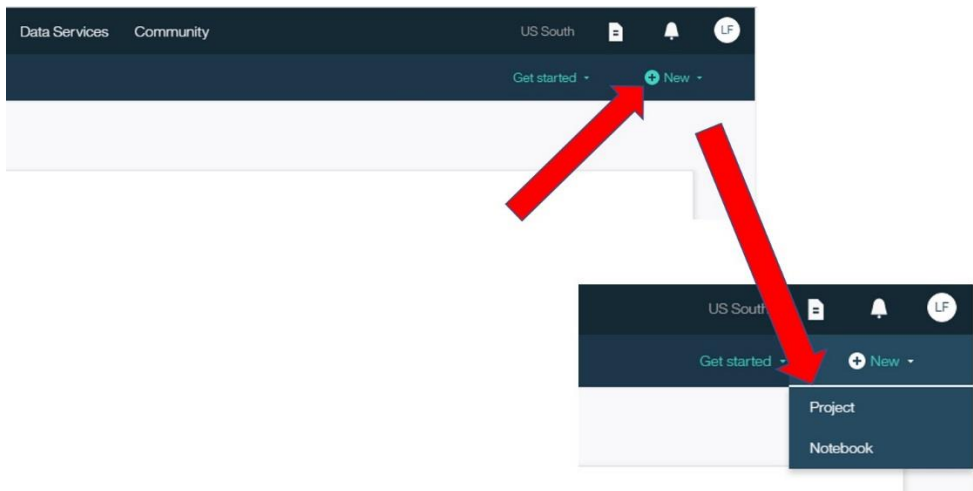 Data Services Community US South LF
Get started New
US South LF
Get started New
Project
Notebook